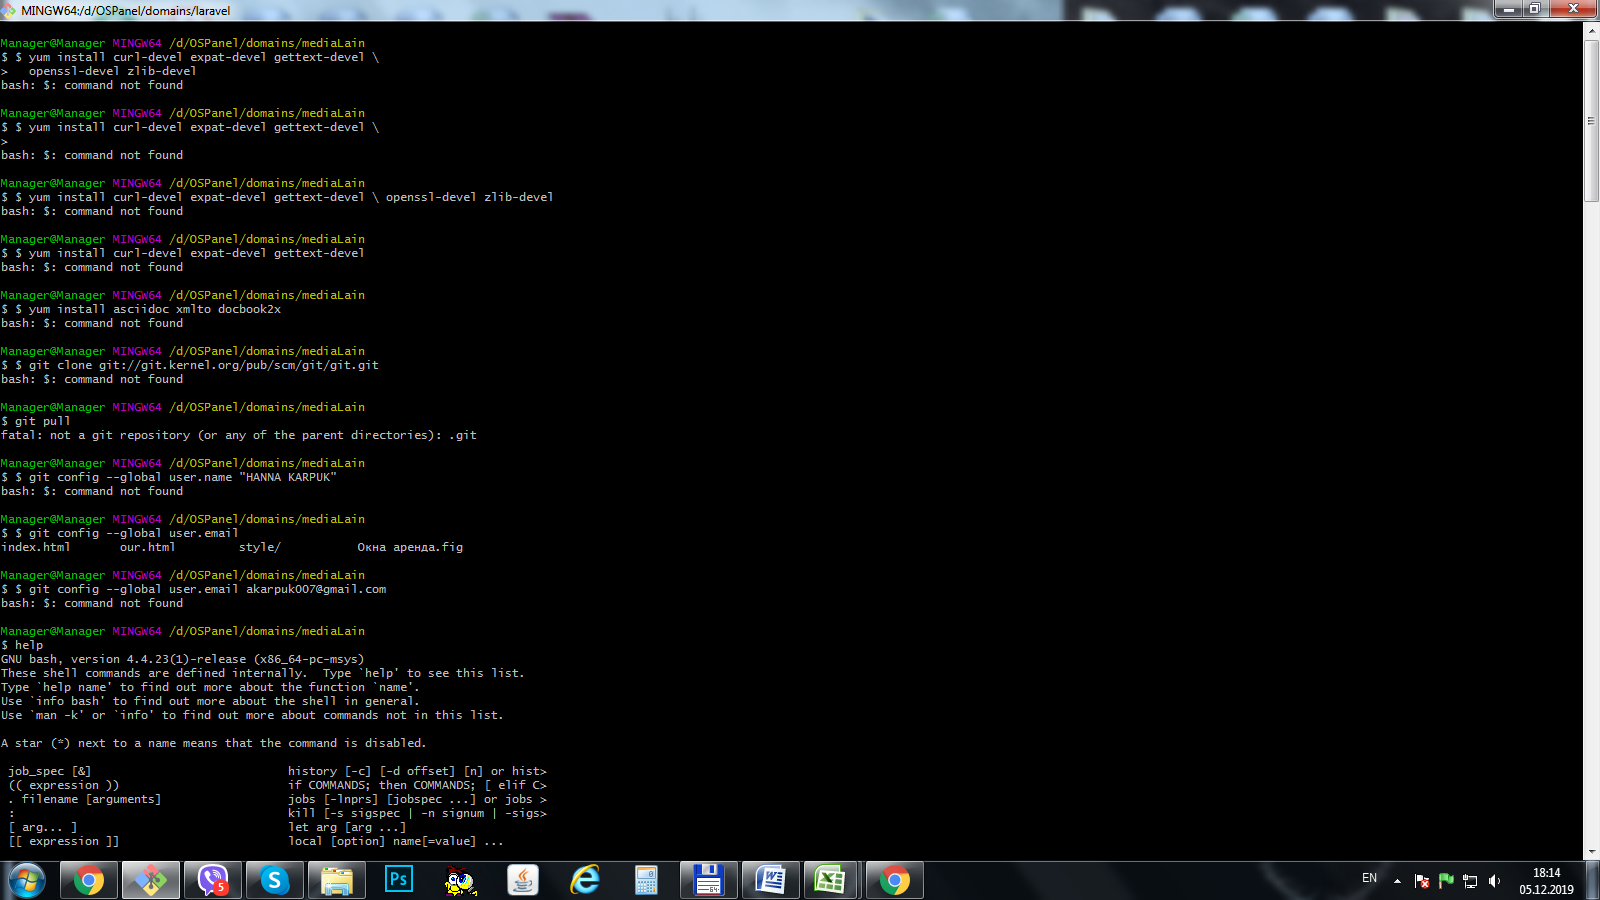 MINGW64:/d/OSPanel/domains/laravel
Manager@Manager MINGW64 /d/OSPanel/domains/mediaLain
$ $ yum install curl-devel expat-devel gettext-devel \
>   openssl-devel zlib-devel
bash: $: command not found
Manager@Manager MINGW64 /d/OSPanel/domains/mediaLain
$ $ yum install curl-devel expat-devel gettext-devel \
>
bash: $: command not found
Manager@Manager MINGW64 /d/OSPanel/domains/mediaLain
$ $ yum install curl-devel expat-devel gettext-devel \ openssl-devel zlib-devel
bash: $: command not found
Manager@Manager MINGW64 /d/OSPanel/domains/mediaLain
$ $ yum install curl-devel expat-devel gettext-devel
bash: $: command not found
Manager@Manager MINGW64 /d/OSPanel/domains/mediaLain
$ $ yum install asciidoc xmlto docbook2x
bash: $: command not found
Manager@Manager MINGW64 /d/OSPanel/domains/mediaLain
$ $ git clone git://git.kernel.org/pub/scm/git/git.git
bash: $: command not found
Manager@Manager MINGW64 /d/OSPanel/domains/mediaLain
$ git pull
fatal: not a git repository (or any of the parent directories): .git
Manager@Manager MINGW64 /d/OSPanel/domains/mediaLain
$ $ git config --global user.name "HANNA KARPUK"
bash: $: command not found
Manager@Manager MINGW64 /d/OSPanel/domains/mediaLain
$ $ git config --global user.email
index.html       our.html         style/           Окна аренда.fig
Manager@Manager MINGW64 /d/OSPanel/domains/mediaLain
$ $ git config --global user.email akarpuk007@gmail.com
bash: $: command not found
Manager@Manager MINGW64 /d/OSPanel/domains/mediaLain
$ help
GNU bash, version 4.4.23(1)-release (x86_64-pc-msys)
These shell commands are defined internally.  Type `help' to see this list.
Type `help name' to find out more about the function `name'.
Use `info bash' to find out more about the shell in general.
Use `man -k' or `info' to find out more about commands not in this list.
A star (*) next to a name means that the command is disabled.
job_spec [&]                            history [-c] [-d offset] [n] or hist>
(( expression ))                        if COMMANDS; then COMMANDS; [ elif C>
. filename [arguments]                  jobs [-lnprs] [jobspec ...] or jobs >
:                                       kill [-s sigspec | -n signum | -sigs>
[ arg... ]                              let arg [arg ...]
[[ expression ]]                        local [option] name[=value] ...
5
S
Ps
0
64
W
X
EN
18:14
05.12.2019